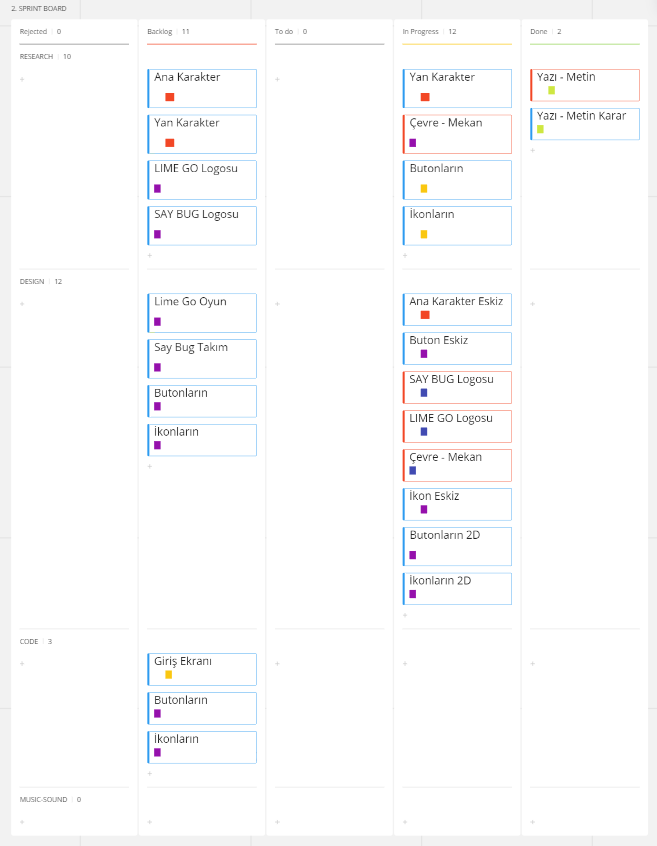 2. SPRINT BOARD
Rejected | 0
Backlog | 11
To do | 0
In Progress | 12
Done | 2
RESEARCH | 10
Ana Karakter
Yan Karakter
LIME GO Logosu
SAY BUG Logosu
Yan Karakter
Çevre - Mekan
Butonların
İkonların
Yazı - Metin
Yazı - Metin Karar
DESIGN | 12
Lime Go Oyun
Say Bug Takım
Butonların
İkonların
Ana Karakter Eskiz
Buton Eskiz
SAY BUG Logosu
LIME GO Logosu
Çevre - Mekan
İkon Eskiz
Butonların 2D
İkonların 2D
CODE | 3
Giriş Ekranı
Butonların
İkonların
MUSIC-SOUND | 0